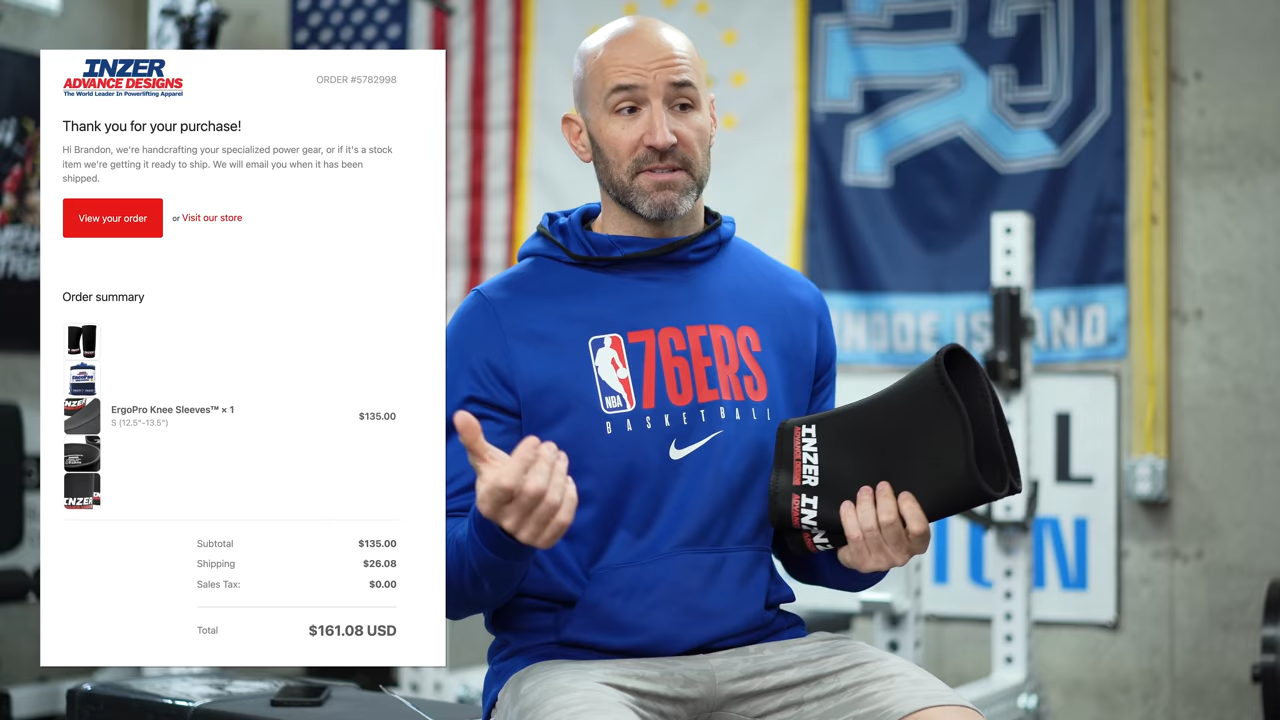 INZER
ADVANCE DESIGNS
The World Leader In Powerlifting Apparel
ORDER #5782998
Thank you for your purchase!
Hi Brandon, we're handcrafting your specialized power gear, or if it's a stock
item we're getting it ready to ship. We will email you when it has been
shipped.
View your order
or Visit our store
Order summary
ErgoPro Knee Sleeves™ × 1
$135.00
S (12.5"-13.5")
INZER
Subtotal
$135.00
Shipping
$26.08
Sales Tax:
$0.00
Total
$161.08 USD
NBA
76ERS
BASKETBALL
INZER
ADVANCE DESIGNS
ISLAND
L